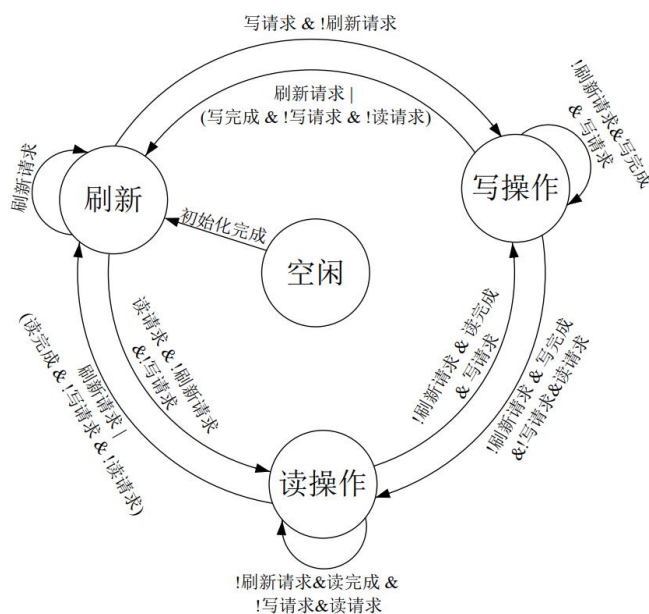 写请求 & !刷新请求
刷新请求 |
(写完成 & !写请求 & !读请求)
!刷新请求&写完成
& 写请求
刷新请求
刷新
写操作
初始化完成
空闲
读请求 & !刷新请求
&!写请求
!刷新请求 & 读完成
& 写请求
!刷新请求 & 写完成
&!写请求&读请求
刷新请求 |
(读完成 & !写请求 & !读请求)
读操作
!刷新请求&读完成 &
!写请求&读请求